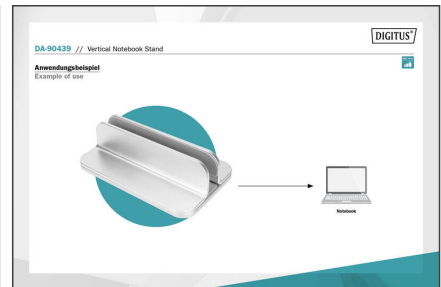 DIGITUS®
DA-90439 // Vertical Notebook Stand
Anwendungsbeispiel
Example of use
Notebook